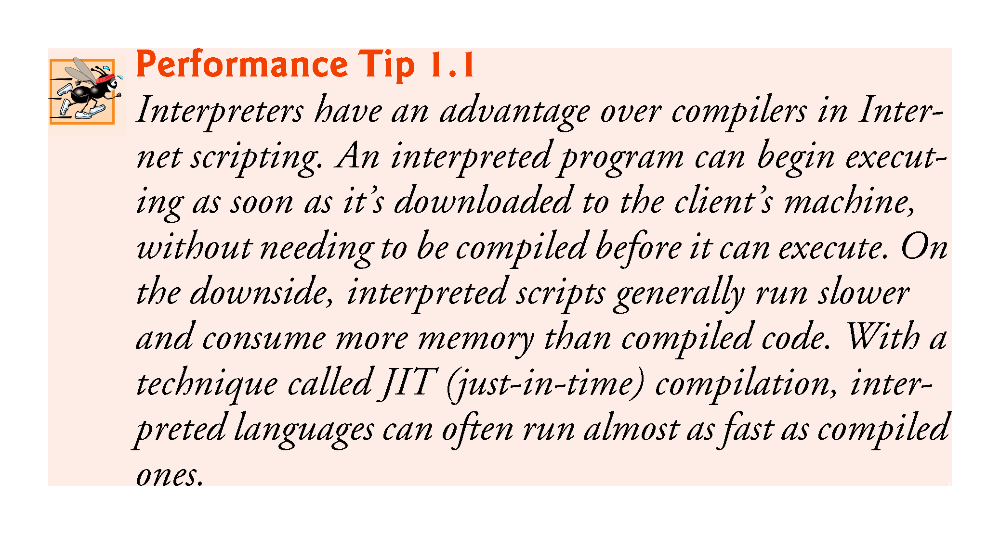 Performance Tip 1.1
Interpreters have an advantage over compilers in Inter-
net scripting. An interpreted program can begin execut-
ing as soon as it’s downloaded to the client’s machine,
without needing to be compiled before it can execute. On
the downside, interpreted scripts generally run slower
and consume more memory than compiled code. With a
technique called JIT (just-in-time) compilation, inter-
preted languages can often run almost as fast as compiled
ones.